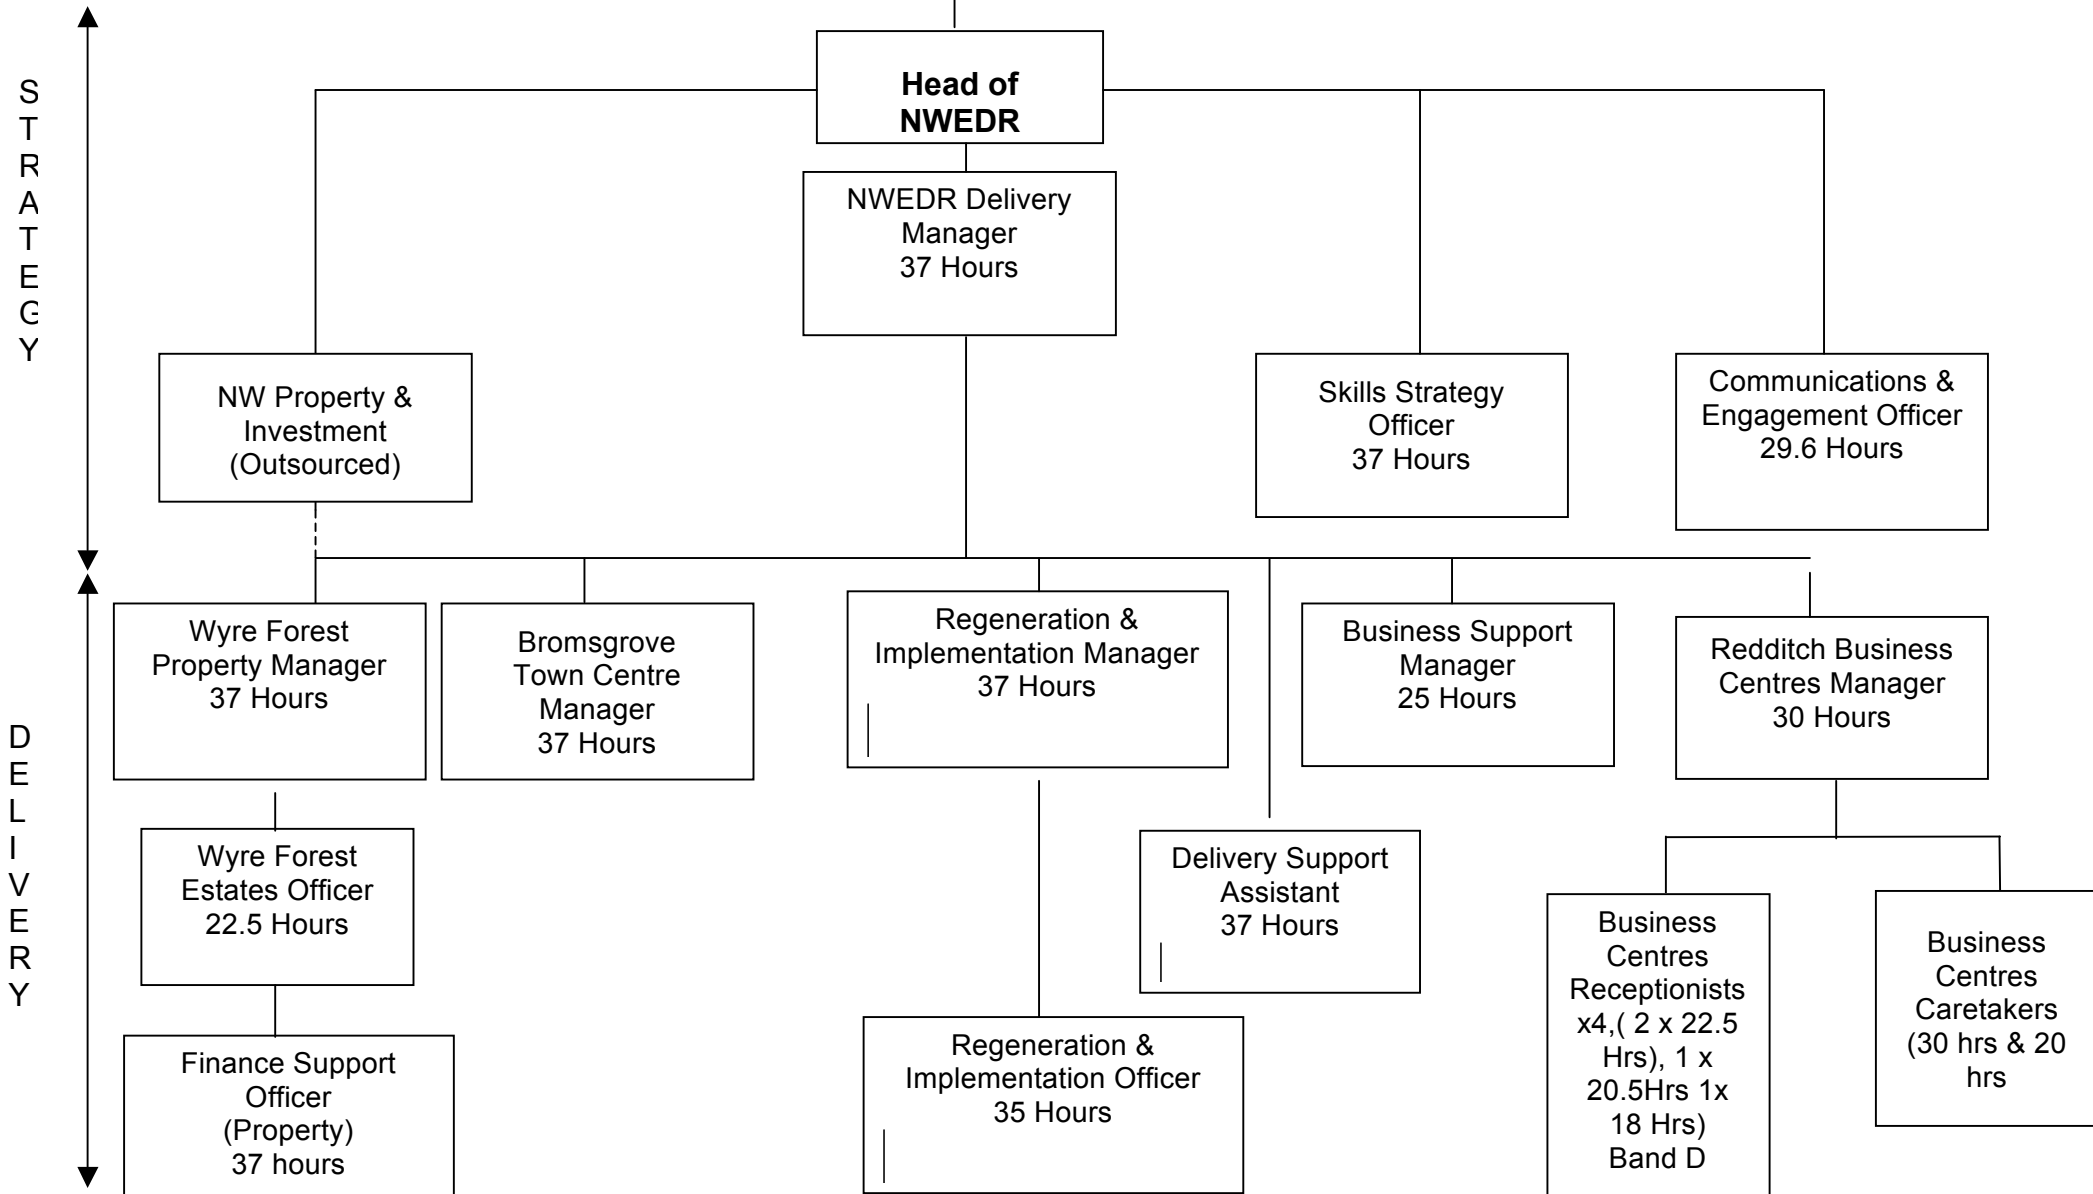 S
T
R
A
T
E
G
Y
Head of
NWEDR
NWEDR Delivery
Manager
37 Hours
NW Property &
Investment
(Outsourced)
Skills Strategy
Officer
37 Hours
Communications &
Engagement Officer
29.6 Hours
D
E
L
I
V
E
R
Y
Wyre Forest
Property Manager
37 Hours
Bromsgrove
Town Centre
Manager
37 Hours
Regeneration &
Implementation Manager
37 Hours
Business Support
Manager
25 Hours
Redditch Business
Centres Manager
30 Hours
Wyre Forest
Estates Officer
22.5 Hours
Delivery Support
Assistant
37 Hours
Business
Centres
Receptionists
x4,( 2 x 22.5
Hrs), 1 x
20.5Hrs 1x
18 Hrs)
Band D
Business
Centres
Caretakers
(30 hrs & 20
hrs
Finance Support
Officer
(Property)
37 hours
Regeneration &
Implementation Officer
35 Hours